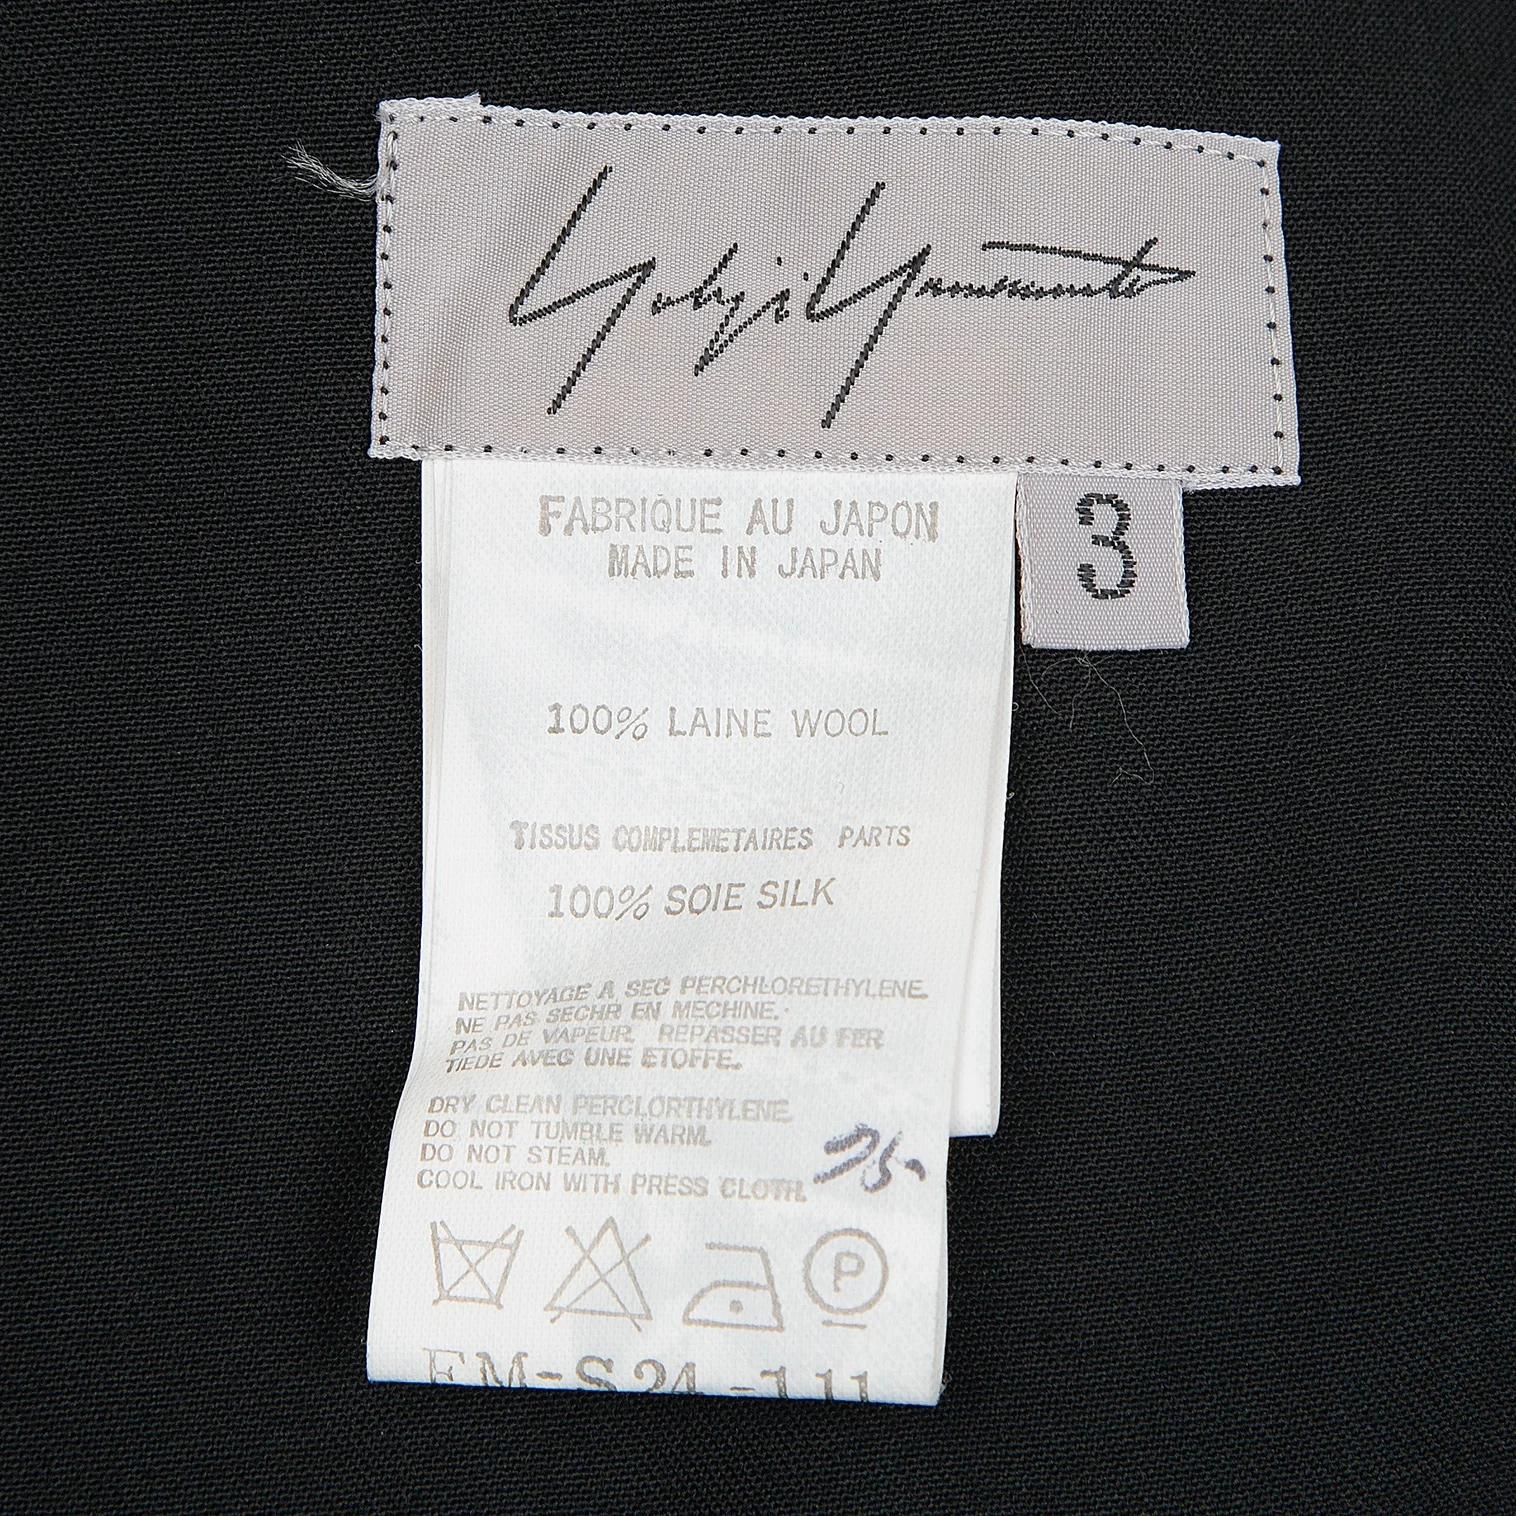 Yohji Yamamoto
3
FABRIQUE AU JAPON
MADE IN JAPAN
100% LAINE WOOL
TISSUS COMPLEMETAIRES PARTS
100% SOIE SILK
NETTOYAGE A SEC PERCHLORETHYLENE.
NE PAS SECHR EN MECHINE.
PAS DE VAPEUR. REPASSER AU FER
TIEDE AVEC UNE ETOFFE.
DRY CLEAN PERCLORTHYLENE.
DO NOT TUMBLE WARM.
DO NOT STEAM.
COOL IRON WITH PRESS CLOTH.
P